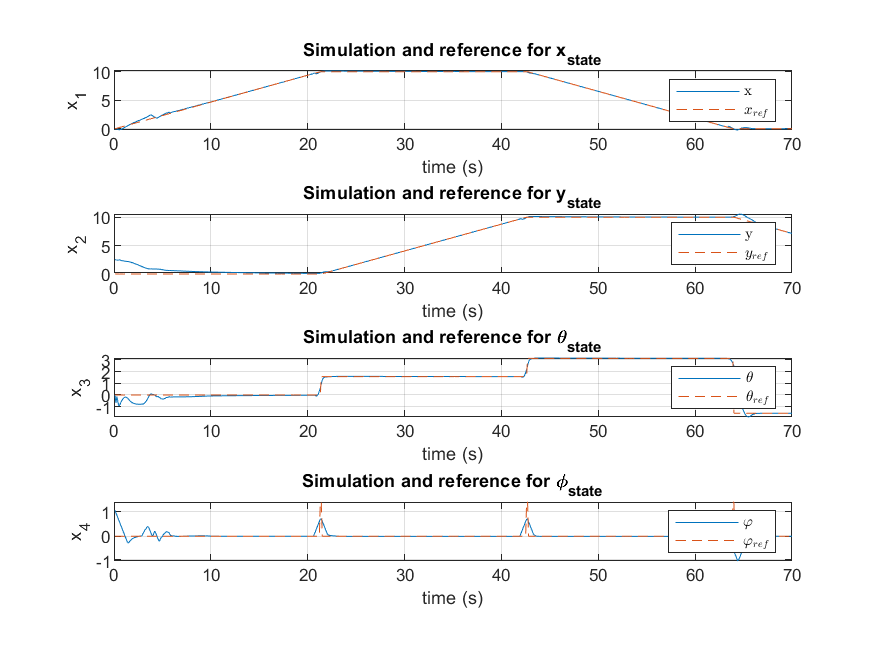 Simulation and reference for x_state
x_1
10
5
0
x
x_ref
0 10 20 30 40 50 60 70
time (s)
Simulation and reference for y_state
x_2
10
5
0
y
y_ref
0 10 20 30 40 50 60 70
time (s)
Simulation and reference for θ_state
x_3
3
2
1
0
-1
θ
θ_ref
0 10 20 30 40 50 60 70
time (s)
Simulation and reference for ϕ_state
x_4
1
0
-1
φ
φ_ref
0 10 20 30 40 50 60 70
time (s)